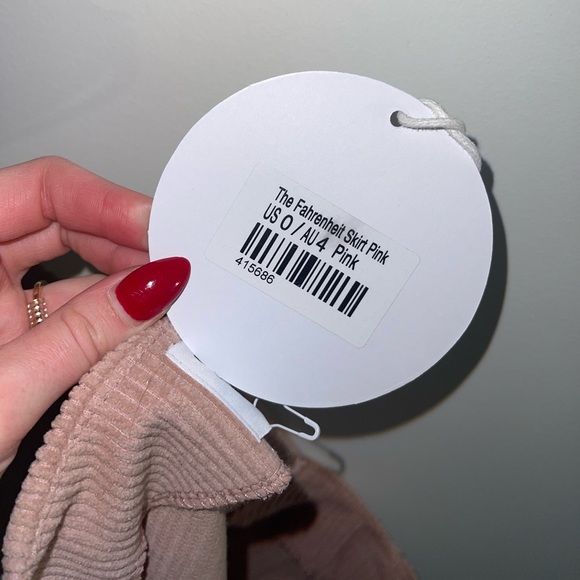 The Fahrenheit Skirt Pink
US 0 / AU 4 Pink
415686